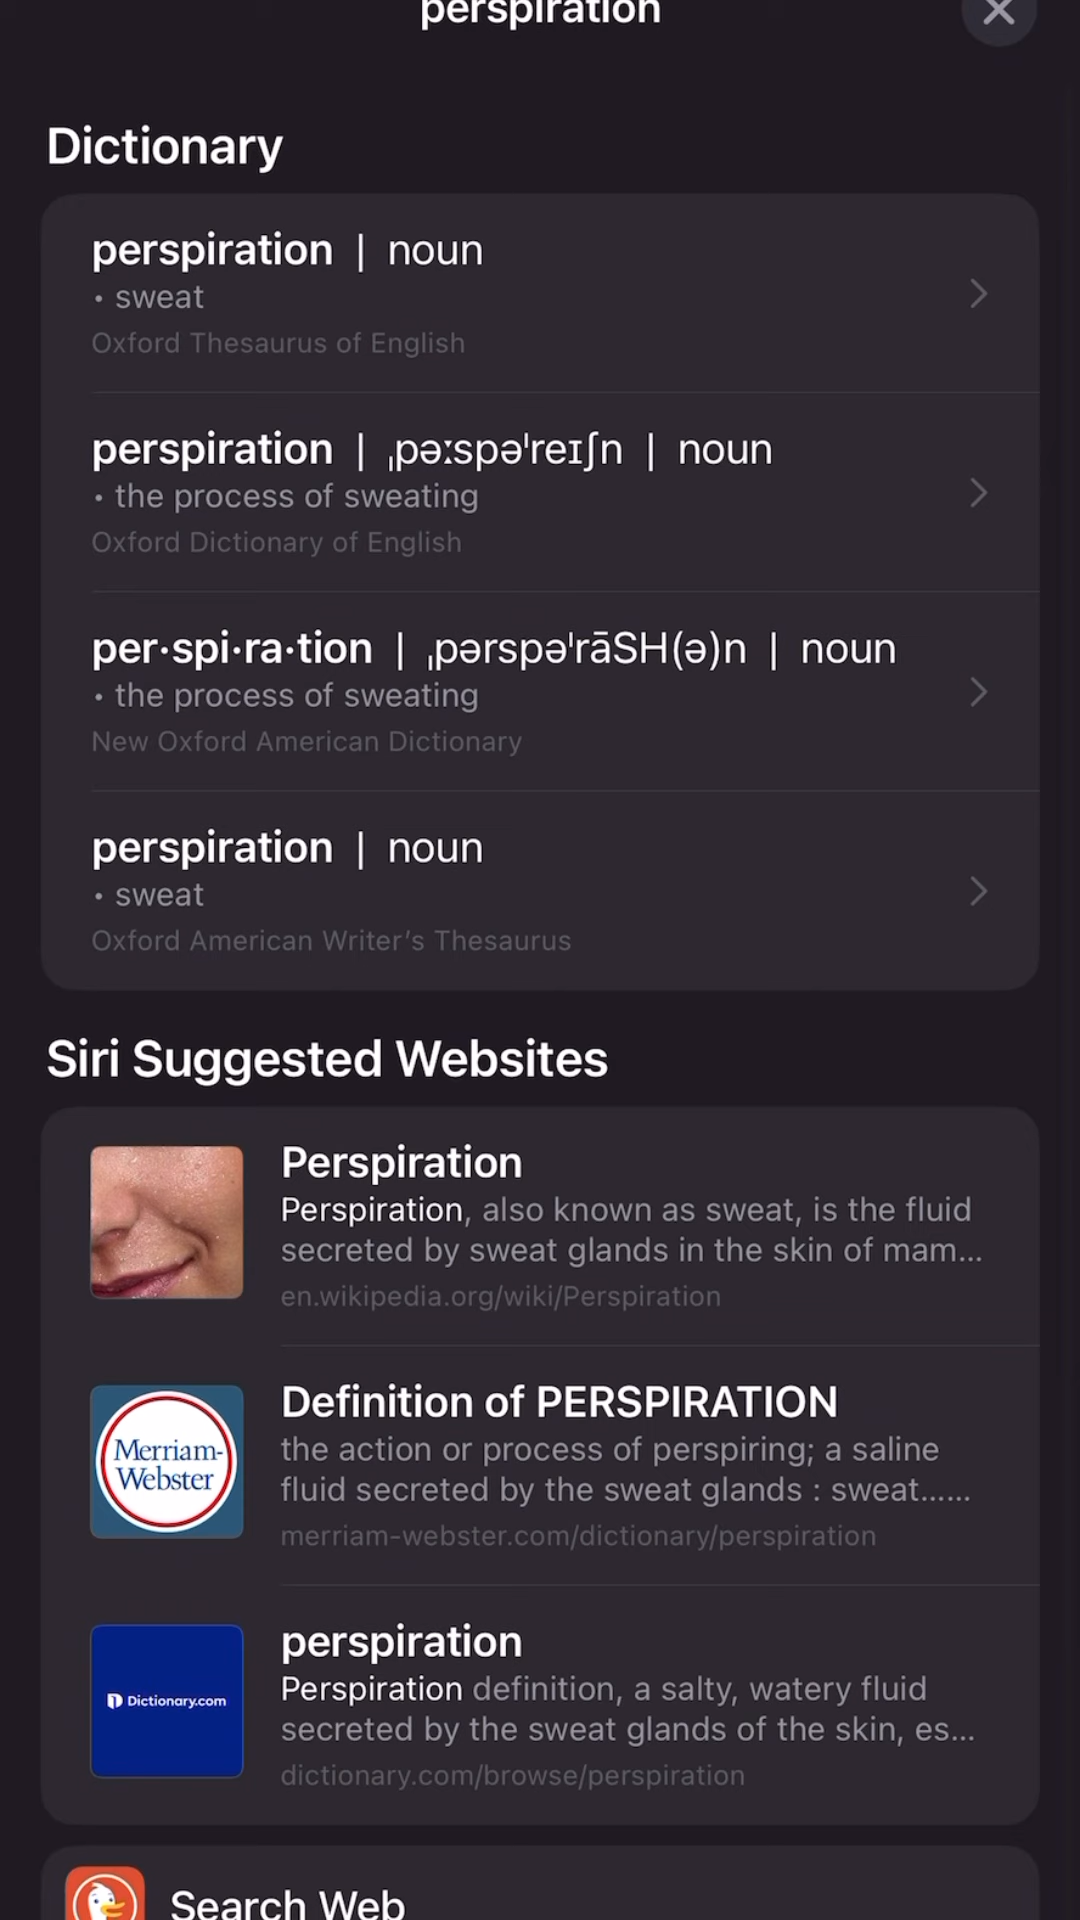 perspiration
Dictionary
perspiration | noun
• sweat
Oxford Thesaurus of English
perspiration | ˌpəːspəˈreɪʃn | noun
• the process of sweating
Oxford Dictionary of English
per·spi·ra·tion | ˌpərspəˈrāSH(ə)n | noun
• the process of sweating
New Oxford American Dictionary
perspiration | noun
• sweat
Oxford American Writer’s Thesaurus
Siri Suggested Websites
Perspiration
Perspiration, also known as sweat, is the fluid
secreted by sweat glands in the skin of mam...
en.wikipedia.org/wiki/Perspiration
Merriam-
Webster
Definition of PERSPIRATION
the action or process of perspiring; a saline
fluid secreted by the sweat glands : sweat......
merriam-webster.com/dictionary/perspiration
Dictionary.com
perspiration
Perspiration definition, a salty, watery fluid
secreted by the sweat glands of the skin, es...
dictionary.com/browse/perspiration
Search Web